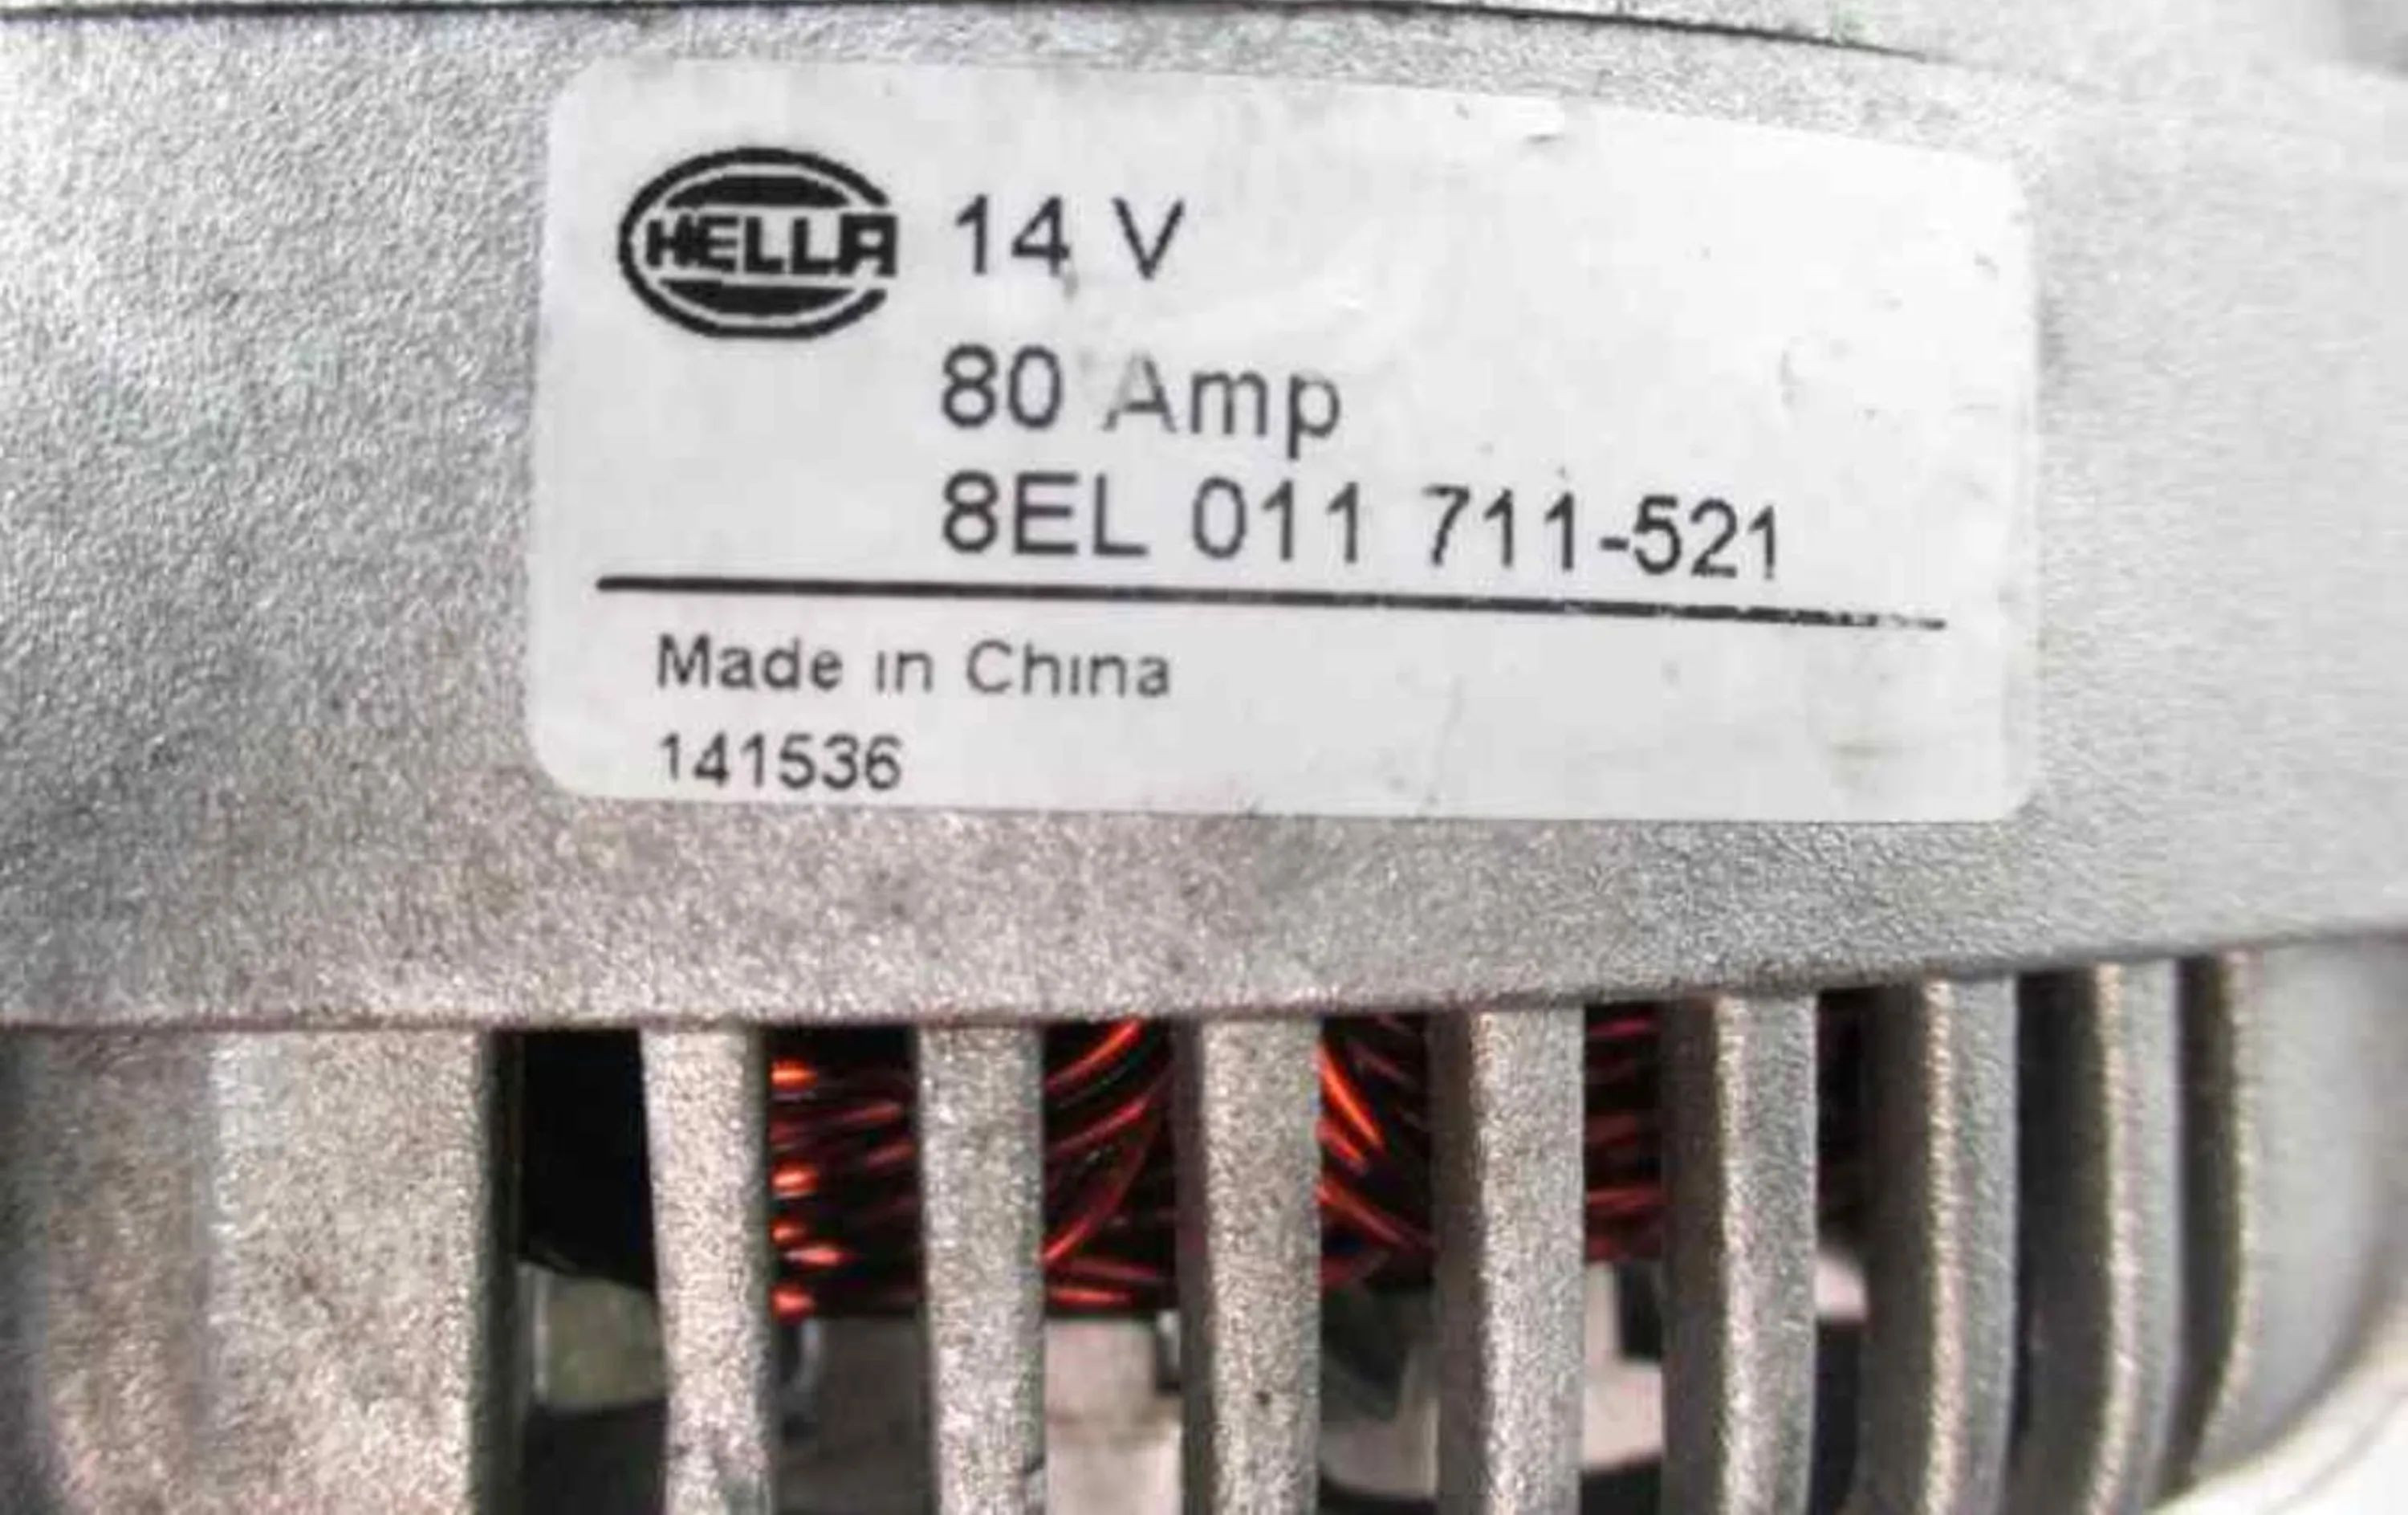 HELLA 14 V
80 Amp
8EL 011 711-521
Made in China
141536